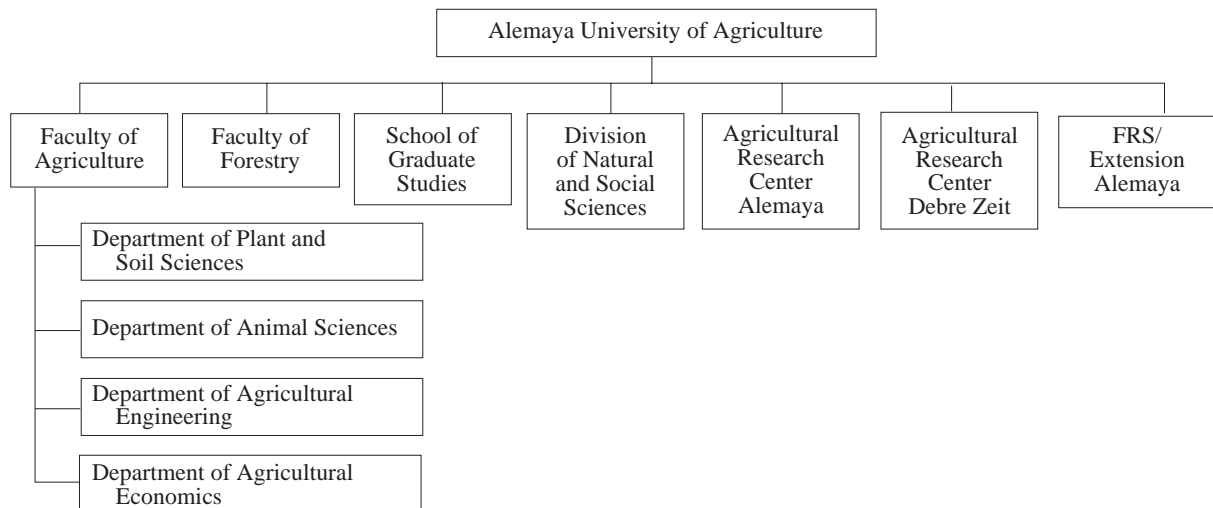 Alemaya University of Agriculture
Faculty of
Agriculture
Faculty of
Forestry
School of
Graduate
Studies
Division
of Natural
and Social
Sciences
Agricultural
Research
Center
Alemaya
Agricultural
Research
Center
Debre Zeit
FRS/
Extension
Alemaya
Department of Plant and
Soil Sciences
Department of Animal Sciences
Department of Agricultural
Engineering
Department of Agricultural
Economics